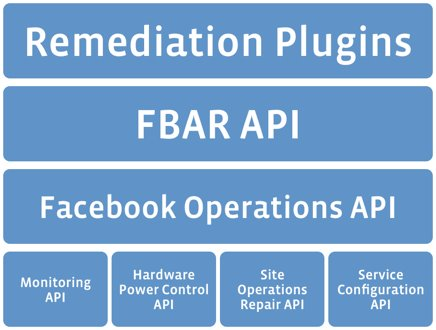 Remediation Plugins
FBAR API
Facebook Operations API
Monitoring
API
Hardware
Power Control
API
Site
Operations
Repair API
Service
Configuration
API